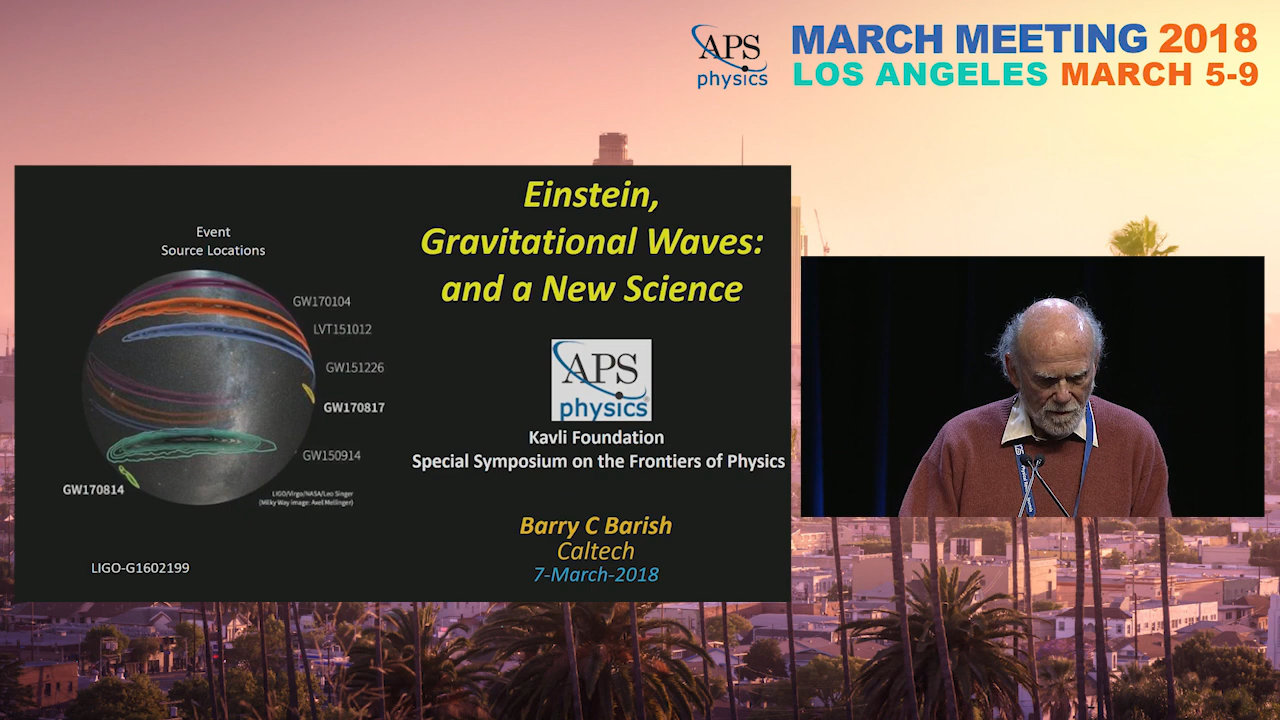 APS
physics
MARCH MEETING 2018
LOS ANGELES MARCH 5-9
Event
Source Locations
GW170104
LVT151012
GW151226
GW170817
GW150914
GW170814
LIGO/Virgo/NASA/Leo Singer
(Milky Way image: Axel Mellinger)
LIGO-G1602199
Einstein,
Gravitational Waves:
and a New Science
APS
physics
Kavli Foundation
Special Symposium on the Frontiers of Physics
Barry C Barish
Caltech
7-March-2018